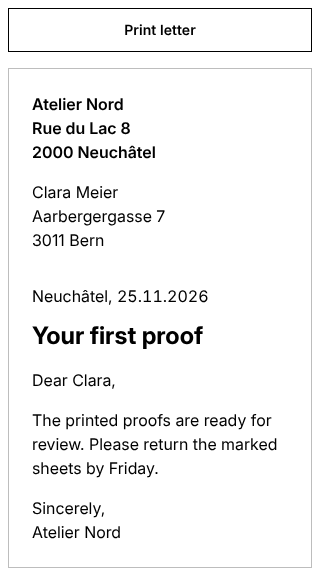 Print letter
Atelier Nord
Rue du Lac 8
2000 Neuchâtel
Clara Meier
Aarbergergasse 7
3011 Bern
Neuchâtel, 25.11.2026
Your first proof
Dear Clara,
The printed proofs are ready for
review. Please return the marked
sheets by Friday.
Sincerely,
Atelier Nord